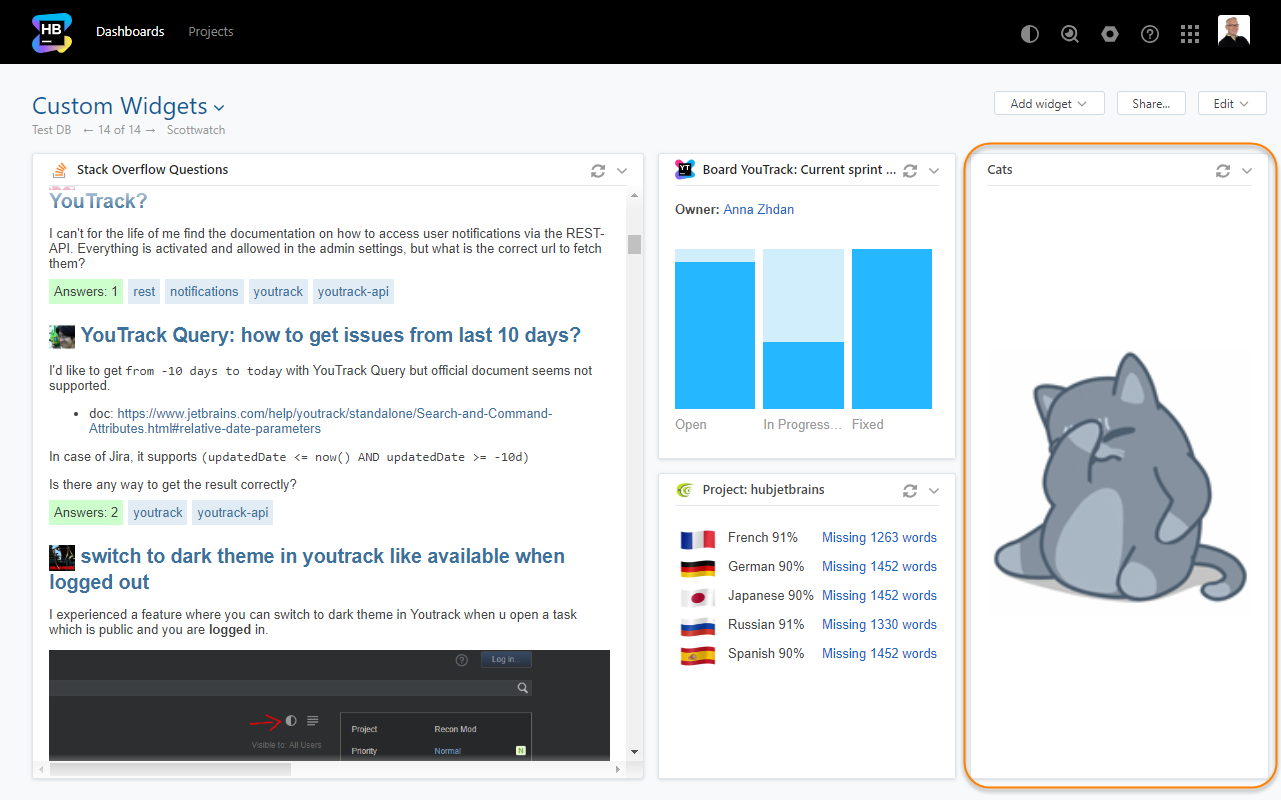 HB
Dashboards
Projects
Custom Widgets
Add widget
Share...
Edit
Test DB ← 14 of 14 → Scottwatch
Stack Overflow Questions
YouTrack?
I can't for the life of me find the documentation on how to access user notifications via the REST-
API. Everything is activated and allowed in the admin settings, but what is the correct url to fetch
them?
Answers: 1 rest notifications youtrack youtrack-api
YouTrack Query: how to get issues from last 10 days?
I'd like to get from -10 days to today with YouTrack Query but official document seems not
supported.
• doc: https://www.jetbrains.com/help/youtrack/standalone/Search-and-Command-
Attributes.html#relative-date-parameters
In case of Jira, it supports (updatedDate <= now() AND updatedDate >= -10d)
Is there any way to get the result correctly?
Answers: 2 youtrack youtrack-api
switch to dark theme in youtrack like available when
logged out
I experienced a feature where you can switch to dark theme in Youtrack when u open a task
which is public and you are logged in.
Log in...
Visible to: All Users
Project Recon Mod
Priority Normal N
YT
Board YouTrack: Current sprint ...
Owner: Anna Zhdan
Open In Progress... Fixed
Project: hubjetbrains
French 91% Missing 1263 words
German 90% Missing 1452 words
Japanese 90% Missing 1452 words
Russian 91% Missing 1330 words
Spanish 90% Missing 1452 words
Cats